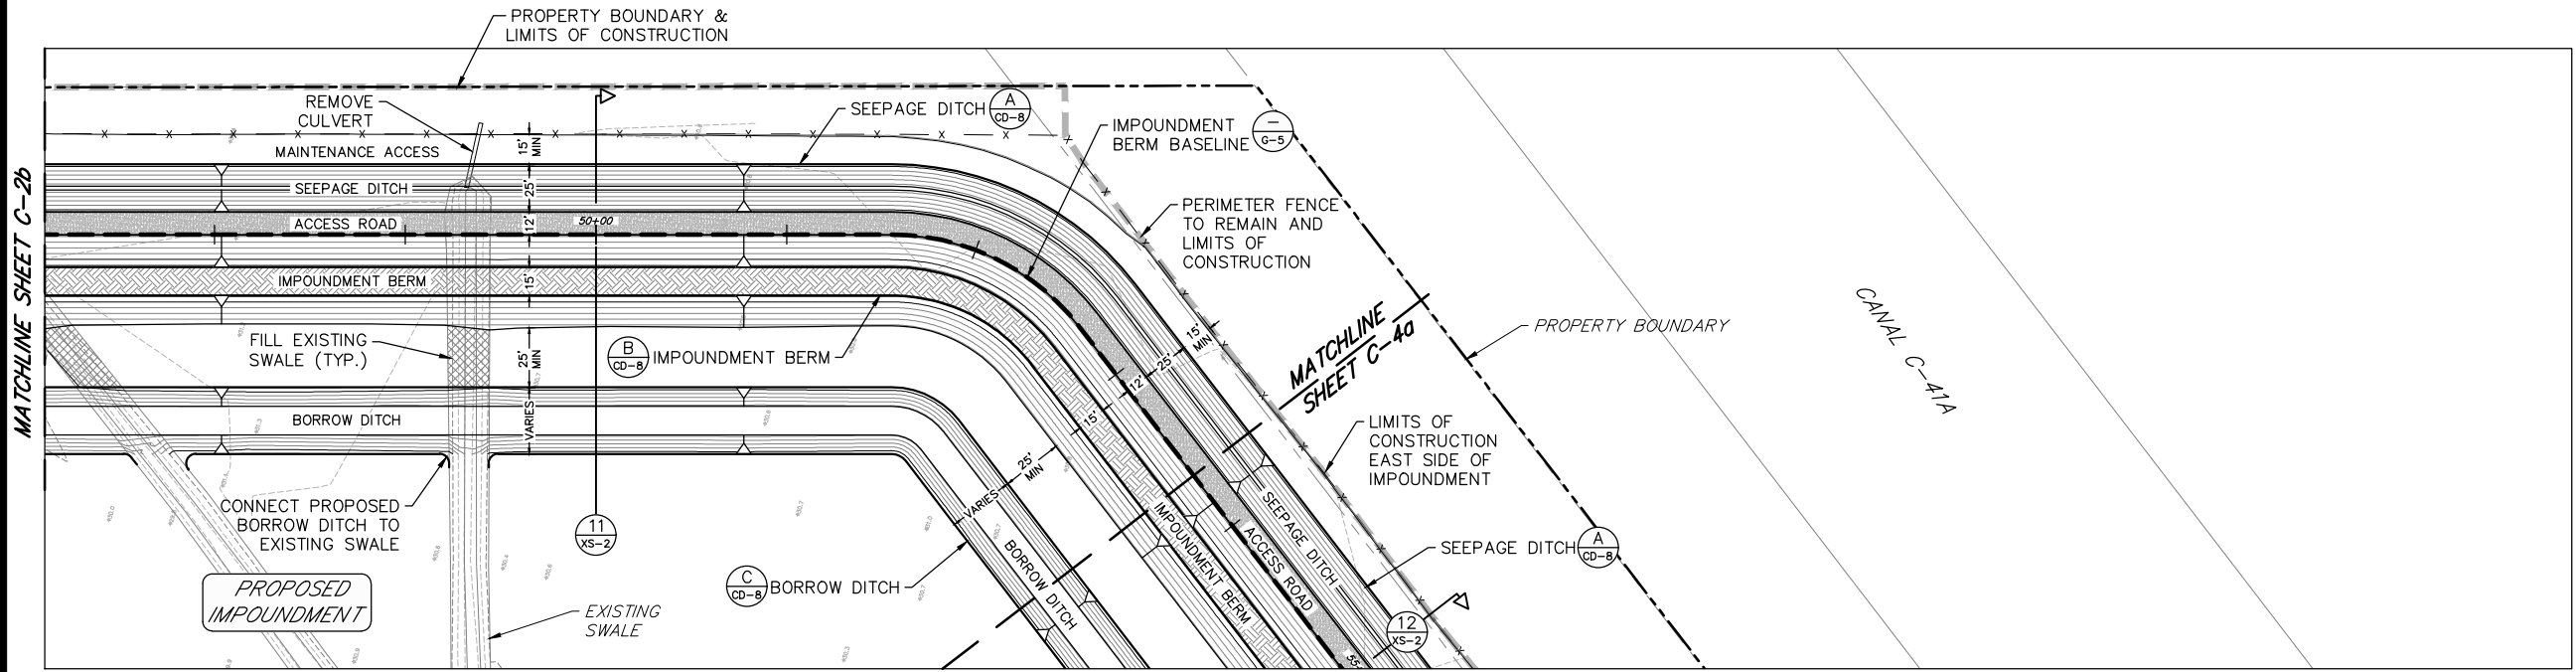 PROPERTY BOUNDARY &
LIMITS OF CONSTRUCTION
MATCHLINE SHEET C-2b
REMOVE
CULVERT
MAINTENANCE ACCESS
15'
MIN
SEEPAGE DITCH
A
CD-8
IMPOUNDMENT
BERM BASELINE
—
G-5
SEEPAGE DITCH
25'
ACCESS ROAD
12'
50+00
IMPOUNDMENT BERM
15'
PERIMETER FENCE
TO REMAIN AND
LIMITS OF
CONSTRUCTION
FILL EXISTING
SWALE (TYP.)
25'
MIN
B
CD-8
IMPOUNDMENT BERM
BORROW DITCH
VARIES
15'
MIN
25'
12'
15'
25'
MIN
VARIES
MATCHLINE
SHEET C-4a
PROPERTY BOUNDARY
CANAL C-41A
LIMITS OF
CONSTRUCTION
EAST SIDE OF
IMPOUNDMENT
CONNECT PROPOSED
BORROW DITCH TO
EXISTING SWALE
11
XS-2
PROPOSED
IMPOUNDMENT
EXISTING
SWALE
C
CD-8
BORROW DITCH
BORROW DITCH
IMPOUNDMENT BERM
ACCESS ROAD
SEEPAGE DITCH
SEEPAGE DITCH
A
CD-8
12
XS-2